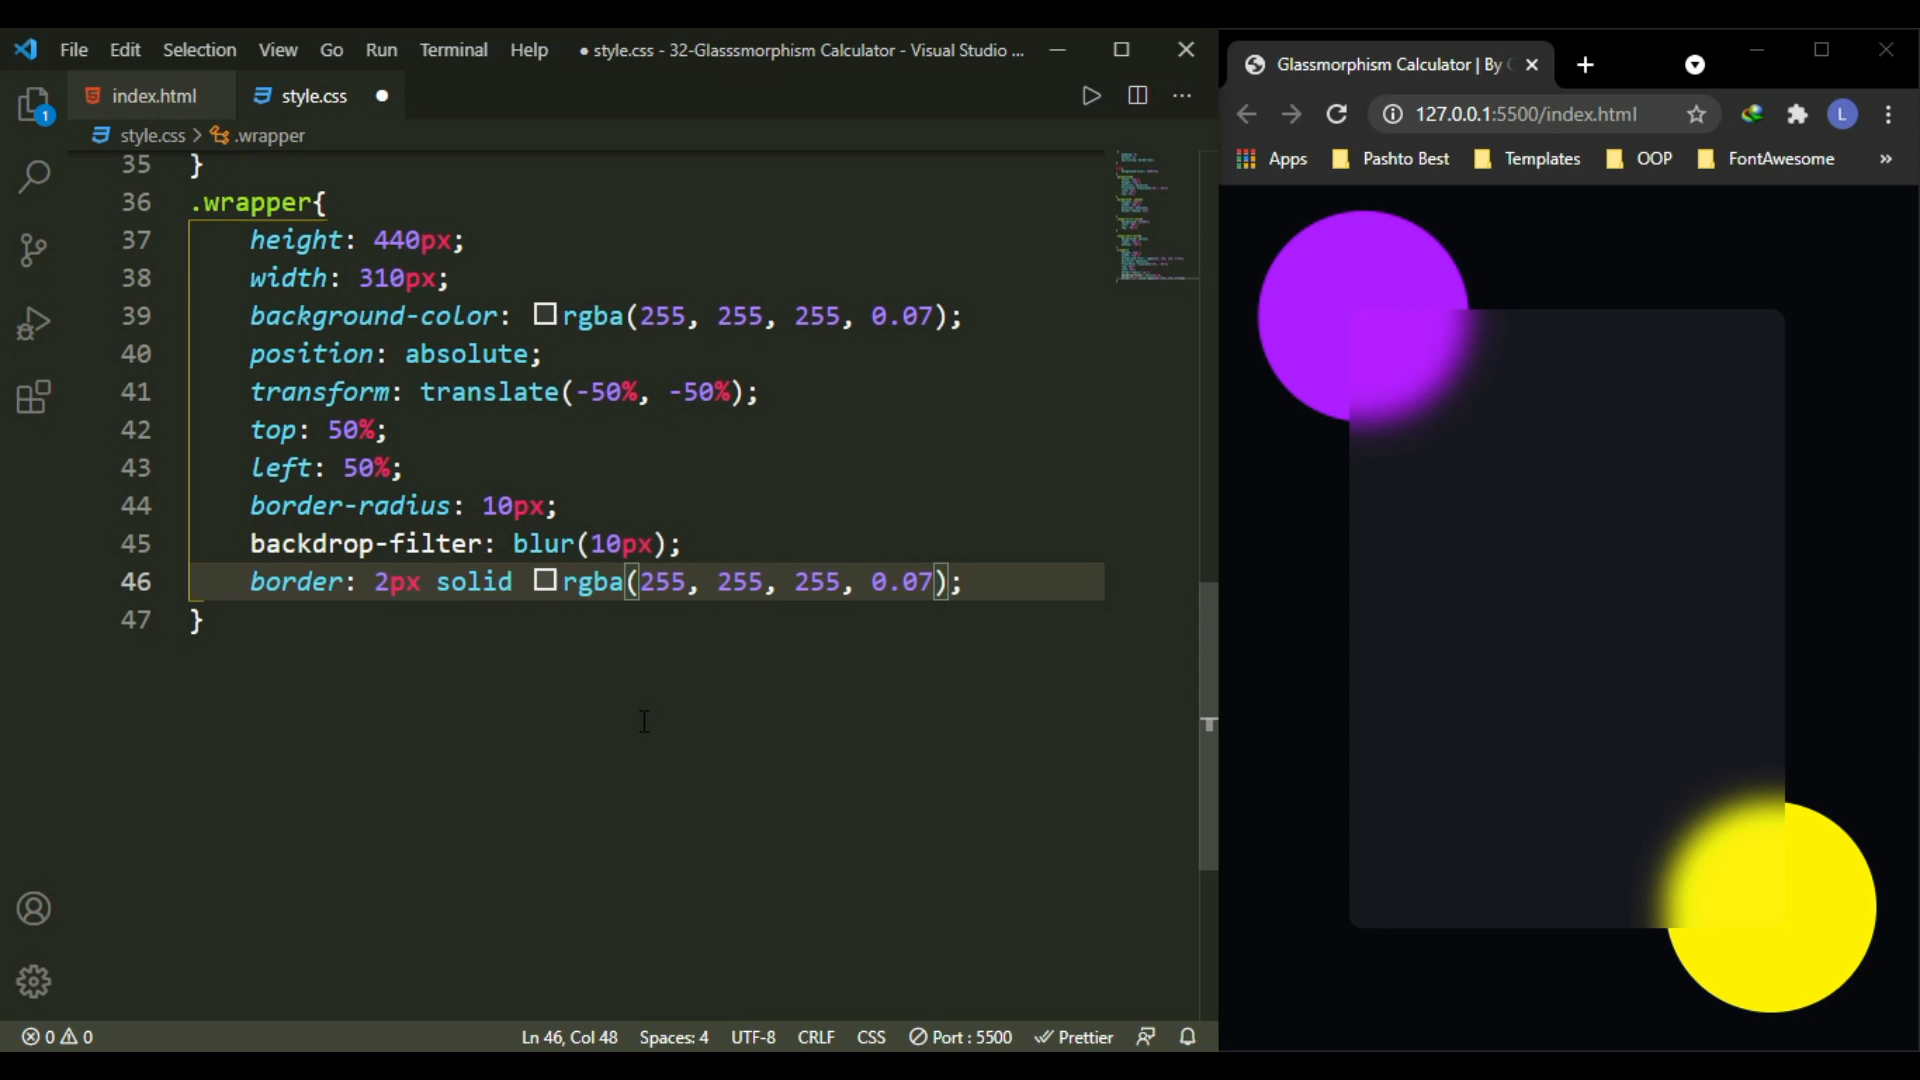 File Edit Selection View Go Run Terminal Help ● style.css - 32-Glasssmorphism Calculator - Visual Studio ...
index.html style.css ●
style.css > .wrapper
35 }
36 .wrapper{
37 height: 440px;
38 width: 310px;
39 background-color: rgba(255, 255, 255, 0.07);
40 position: absolute;
41 transform: translate(-50%, -50%);
42 top: 50%;
43 left: 50%;
44 border-radius: 10px;
45 backdrop-filter: blur(10px);
46 border: 2px solid rgba(255, 255, 255, 0.07);
47 }
1
0 0 Ln 46, Col 48 Spaces: 4 UTF-8 CRLF CSS Port : 5500 Prettier
Glassmorphism Calculator | By
127.0.0.1:5500/index.html L
Apps Pashto Best Templates OOP FontAwesome »